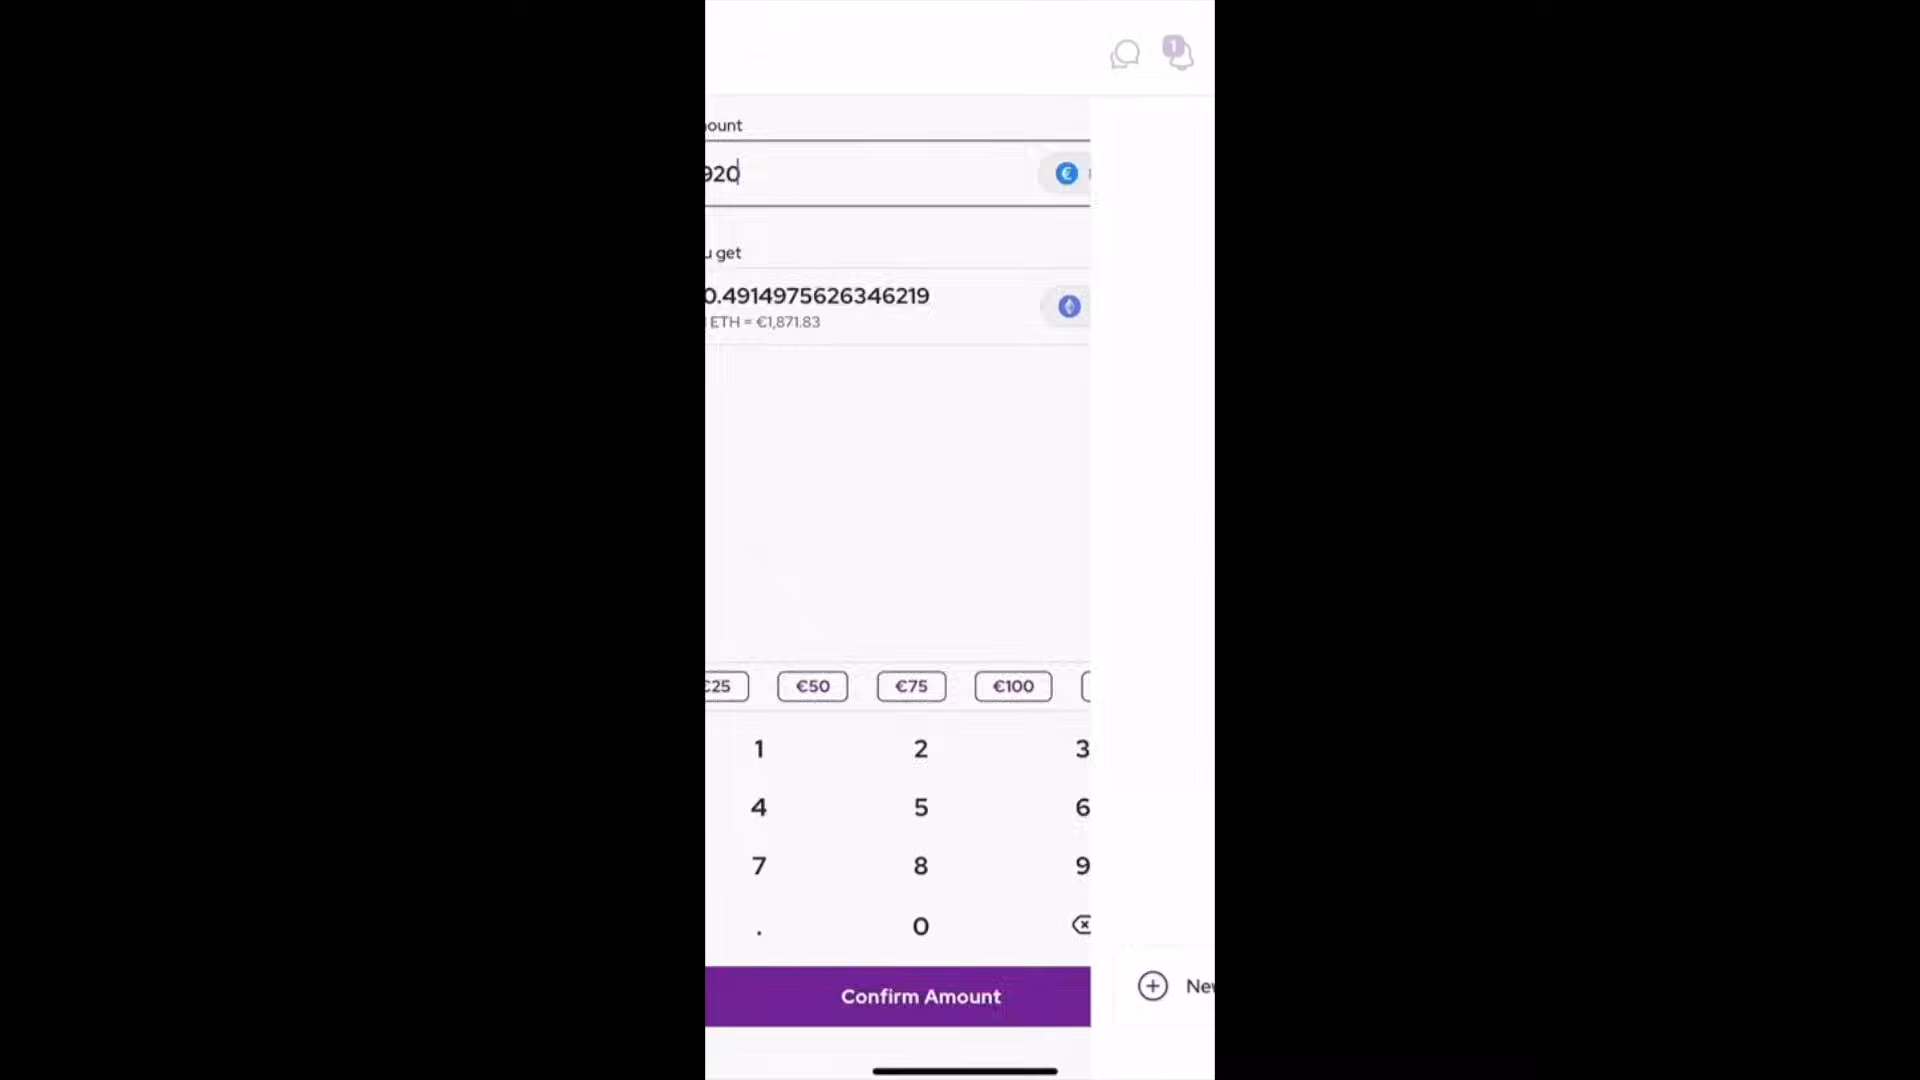 1
ount
920
u get
0.4914975626346219
ETH = €1,871.83
€25
€50
€75
€100
1 2 3
4 5 6
7 8 9
. 0
Confirm Amount